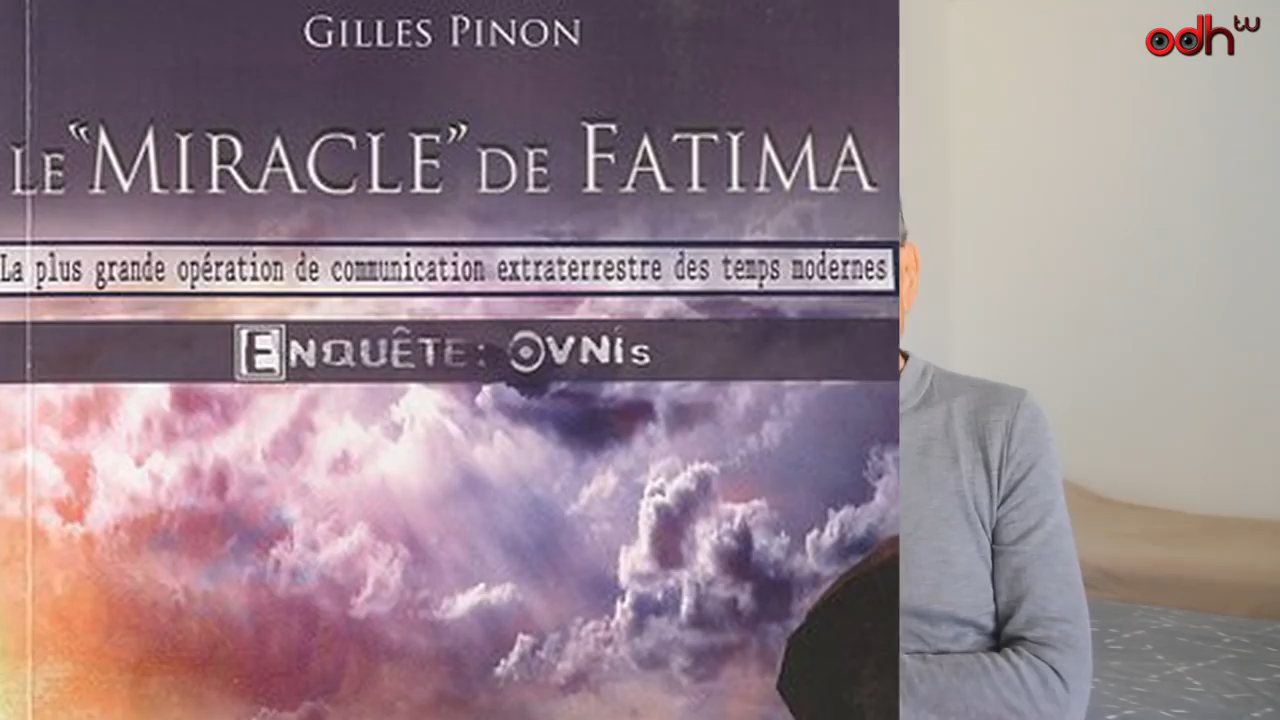 GILLES PINON
LE "MIRACLE" DE FATIMA
La plus grande opération de communication extraterrestre des temps modernes
ENQUÊTE: OVNIS
odh tv